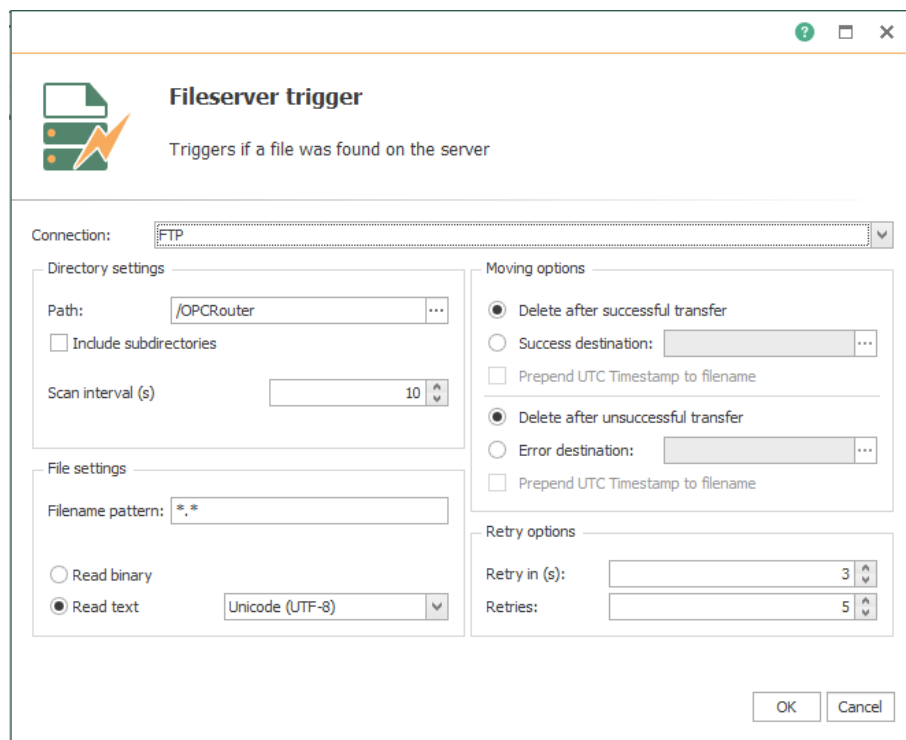 ?
Fileserver trigger
Triggers if a file was found on the server
Connection: FTP
Directory settings
Path: /OPCRouter ...
Include subdirectories
Scan interval (s) 10
File settings
Filename pattern: *.*
Read binary
Read text Unicode (UTF-8)
Moving options
Delete after successful transfer
Success destination: ...
Prepend UTC Timestamp to filename
Delete after unsuccessful transfer
Error destination: ...
Prepend UTC Timestamp to filename
Retry options
Retry in (s): 3
Retries: 5
OK Cancel